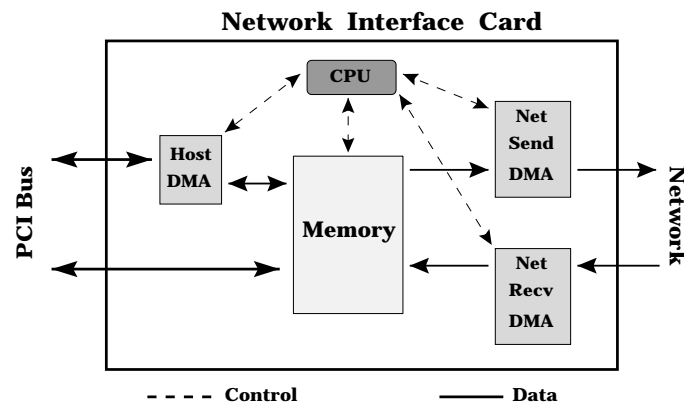 Network Interface Card
CPU
Net
Send
DMA
Host
DMA
Memory
Net
Recv
DMA
PCI Bus
Network
Control
Data